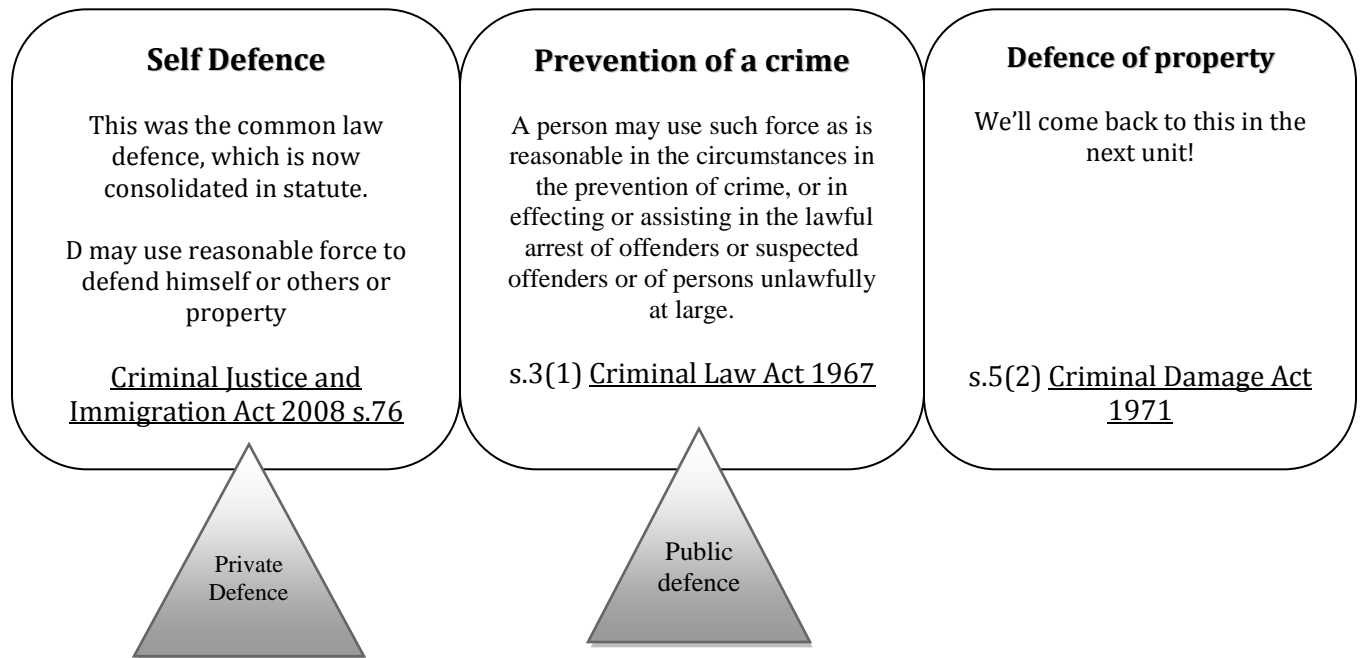 Self Defence
This was the common law
defence, which is now
consolidated in statute.
D may use reasonable force to
defend himself or others or
property
Criminal Justice and
Immigration Act 2008 s.76
Private
Defence
Prevention of a crime
A person may use such force as is
reasonable in the circumstances in
the prevention of crime, or in
effecting or assisting in the lawful
arrest of offenders or suspected
offenders or of persons unlawfully
at large.
s.3(1) Criminal Law Act 1967
Public
defence
Defence of property
We'll come back to this in the
next unit!
s.5(2) Criminal Damage Act
1971